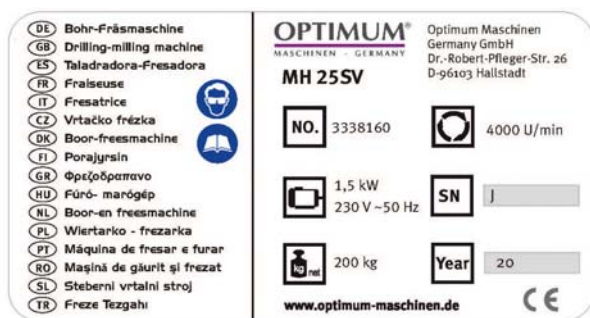 DE Bohr-Fräsmaschine
GB Drilling-milling machine
ES Taladradora-Fresadora
FR Fraiseuse
IT Fresatrice
CZ Vrtačko frézka
DK Boor-freesmachine
FI Porajyrsin
GR Φρεζοδραπανο
HU Fúró- marógép
NL Boor-en freesmachine
PL Wiertarko - frezarka
PT Máquina de fresar e furar
RO Maşină de găurit şi frezat
SL Steberni vrtalni stroj
TR Freze Tezgahı
OPTIMUM®
MASCHINEN - GERMANY
Optimum Maschinen
Germany GmbH
Dr.-Robert-Pfleger-Str. 26
D-96103 Hallstadt
MH 25SV
NO. 3338160
4000 U/min
1,5 kW
230 V ~50 Hz
SN J
kg net 200 kg
Year 20
www.optimum-maschinen.de
CE